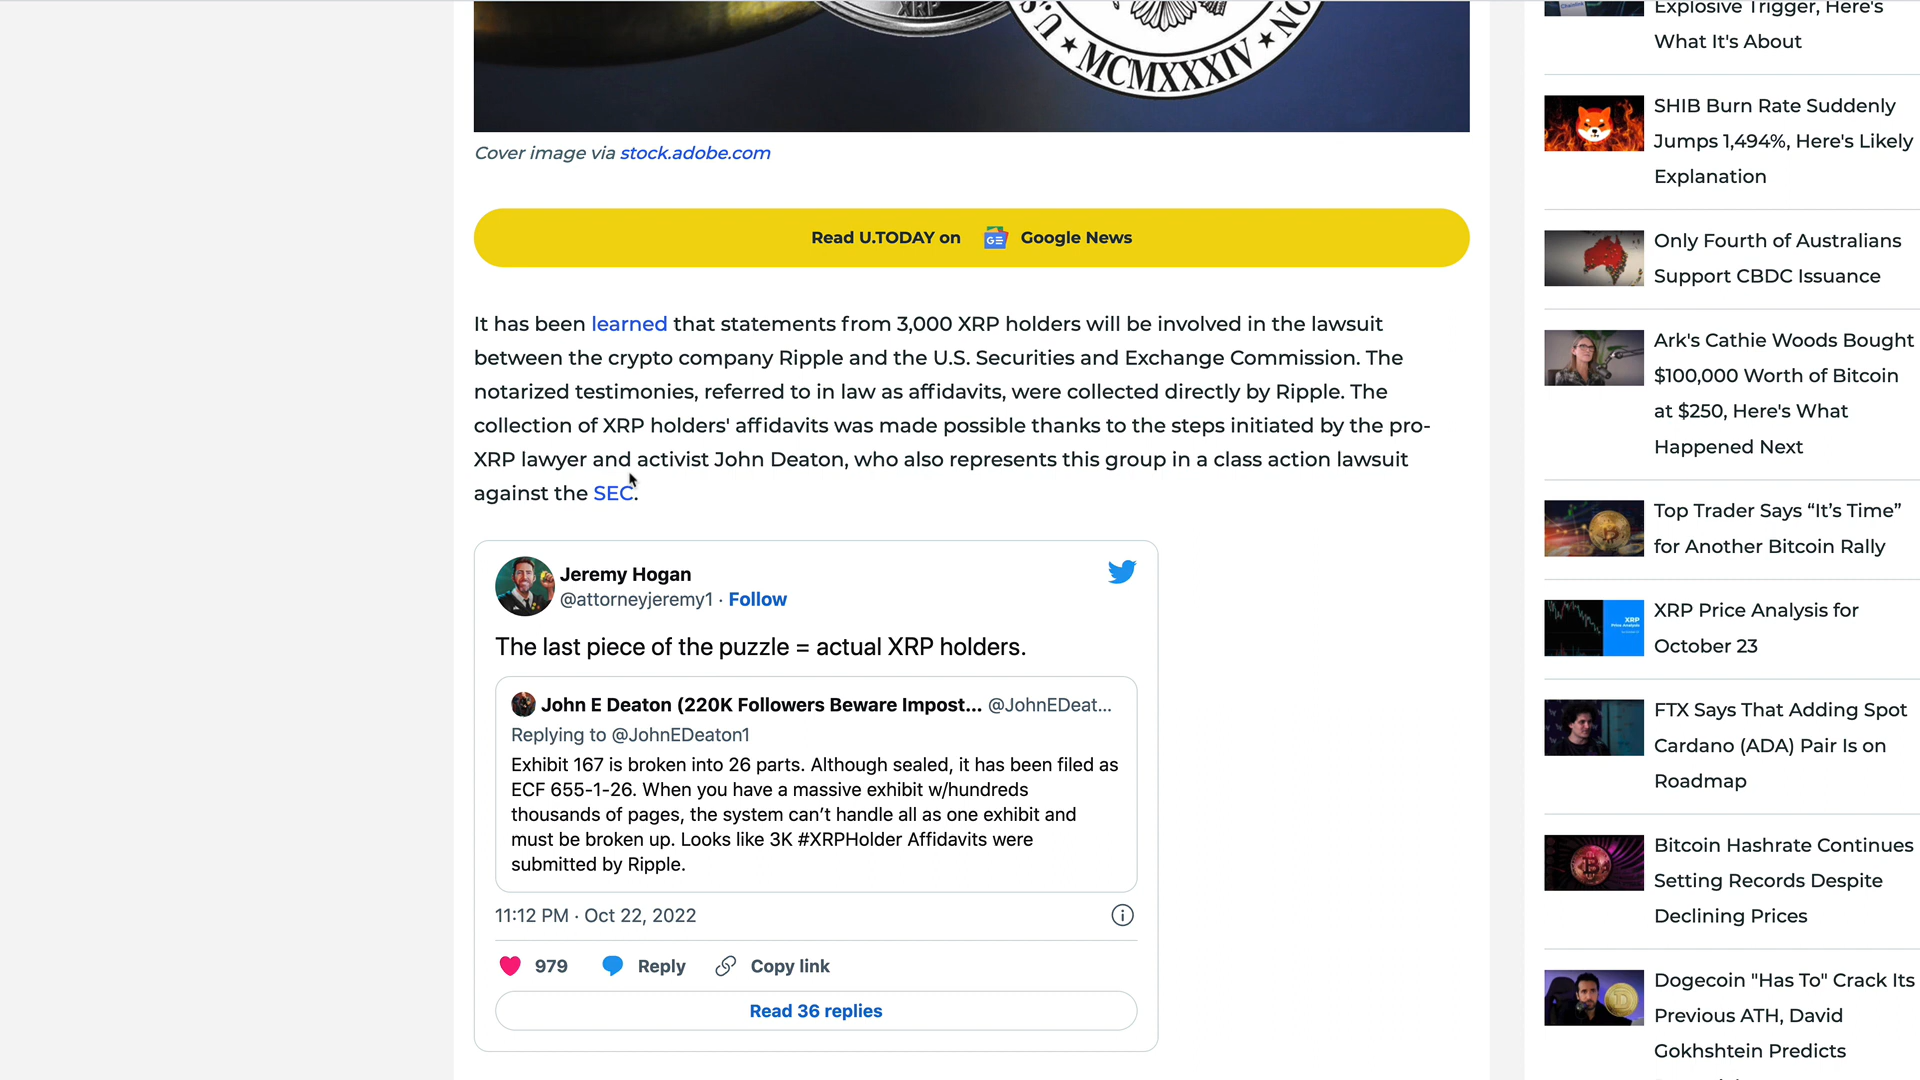 XRP
U.S.
ON
★ MCMXXXIV ★
Cover image via stock.adobe.com
Read U.TODAY on GE Google News
It has been learned that statements from 3,000 XRP holders will be involved in the lawsuit
between the crypto company Ripple and the U.S. Securities and Exchange Commission. The
notarized testimonies, referred to in law as affidavits, were collected directly by Ripple. The
collection of XRP holders' affidavits was made possible thanks to the steps initiated by the pro-
XRP lawyer and activist John Deaton, who also represents this group in a class action lawsuit
against the SEC.
Jeremy Hogan
@attorneyjeremy1 · Follow
The last piece of the puzzle = actual XRP holders.
John E Deaton (220K Followers Beware Impost... @JohnEDeat...
Replying to @JohnEDeaton1
Exhibit 167 is broken into 26 parts. Although sealed, it has been filed as
ECF 655-1-26. When you have a massive exhibit w/hundreds
thousands of pages, the system can’t handle all as one exhibit and
must be broken up. Looks like 3K #XRPHolder Affidavits were
submitted by Ripple.
11:12 PM · Oct 22, 2022
979 Reply Copy link
Read 36 replies
Explosive Trigger, Here's
What It's About
SHIB Burn Rate Suddenly
Jumps 1,494%, Here's Likely
Explanation
Only Fourth of Australians
Support CBDC Issuance
Ark's Cathie Woods Bought
$100,000 Worth of Bitcoin
at $250, Here's What
Happened Next
Top Trader Says “It’s Time”
for Another Bitcoin Rally
XRP
XRP Price Analysis for
October 23
FTX Says That Adding Spot
Cardano (ADA) Pair Is on
Roadmap
Bitcoin Hashrate Continues
Setting Records Despite
Declining Prices
Dogecoin "Has To" Crack Its
Previous ATH, David
Gokhshtein Predicts